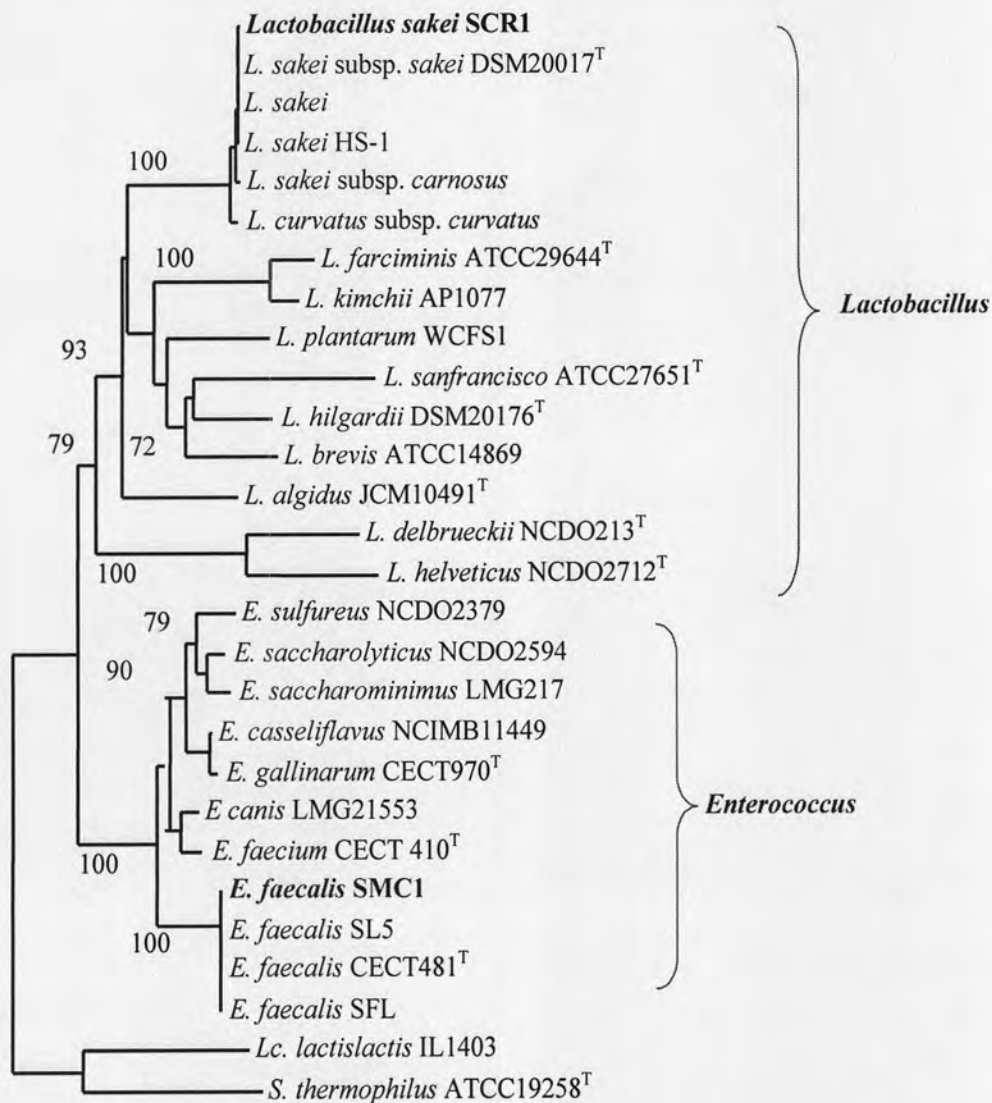 Lactobacillus sakei SCR1
L. sakei subsp. sakei DSM20017ᵀ
L. sakei
L. sakei HS-1
100
L. sakei subsp. carnosus
L. curvatus subsp. curvatus
100
L. farciminis ATCC29644ᵀ
L. kimchii AP1077
Lactobacillus
L. plantarum WCFS1
93
L. sanfrancisco ATCC27651ᵀ
L. hilgardii DSM20176ᵀ
79
72
L. brevis ATCC14869
L. algidus JCM10491ᵀ
L. delbrueckii NCDO213ᵀ
100
L. helveticus NCDO2712ᵀ
79
E. sulfureus NCDO2379
E. saccharolyticus NCDO2594
90
E. saccharominimus LMG217
E. casseliflavus NCIMB11449
E. gallinarum CECT970ᵀ
Enterococcus
E canis LMG21553
E. faecium CECT 410ᵀ
100
E. faecalis SMC1
E. faecalis SL5
100
E. faecalis CECT481ᵀ
E. faecalis SFL
Lc. lactislactis IL1403
S. thermophilus ATCC19258ᵀ